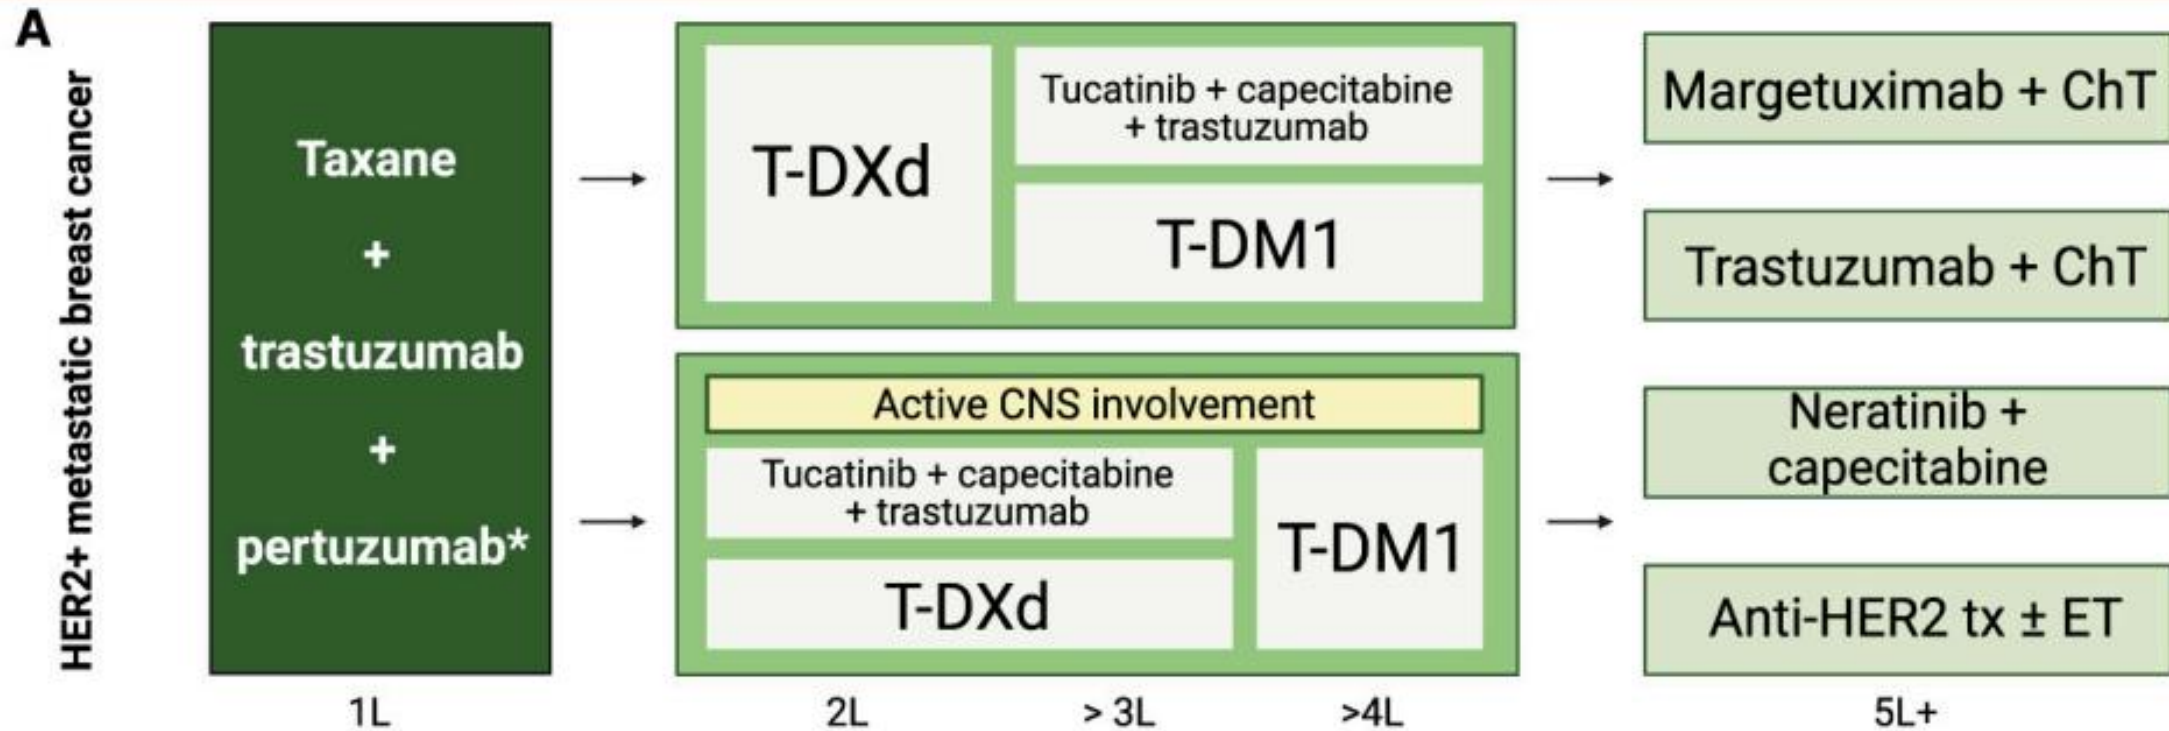 A
HER2+ metastatic breast cancer
Taxane
+
trastuzumab
+
pertuzumab*
1L
T-DXd
Tucatinib + capecitabine
+ trastuzumab
T-DM1
Active CNS involvement
Tucatinib + capecitabine
+ trastuzumab
T-DXd
T-DM1
2L
> 3L
>4L
Margetuximab + ChT
Trastuzumab + ChT
Neratinib +
capecitabine
Anti-HER2 tx ± ET
5L+